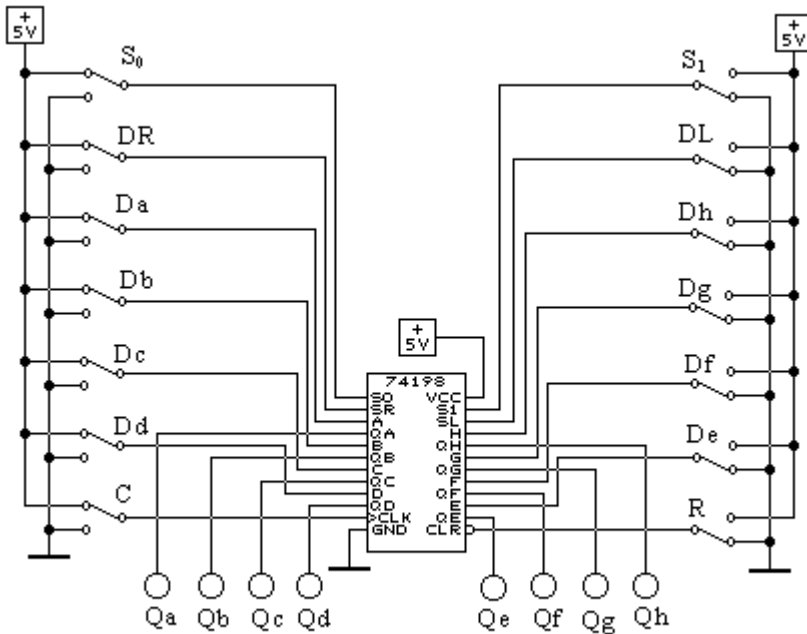 +
5V
+
5V
S₀
S₁
DR
DL
Da
Dh
Db
Dg
+
5V
Dc
Df
74198
S0 VCC
SR S1
A SL
QA H
B QH
QB G
C QG
QC F
D QF
QD E
>CLK QE
GND CLR
Dd
De
C
R
Qa Qb Qc Qd Qe Qf Qg Qh